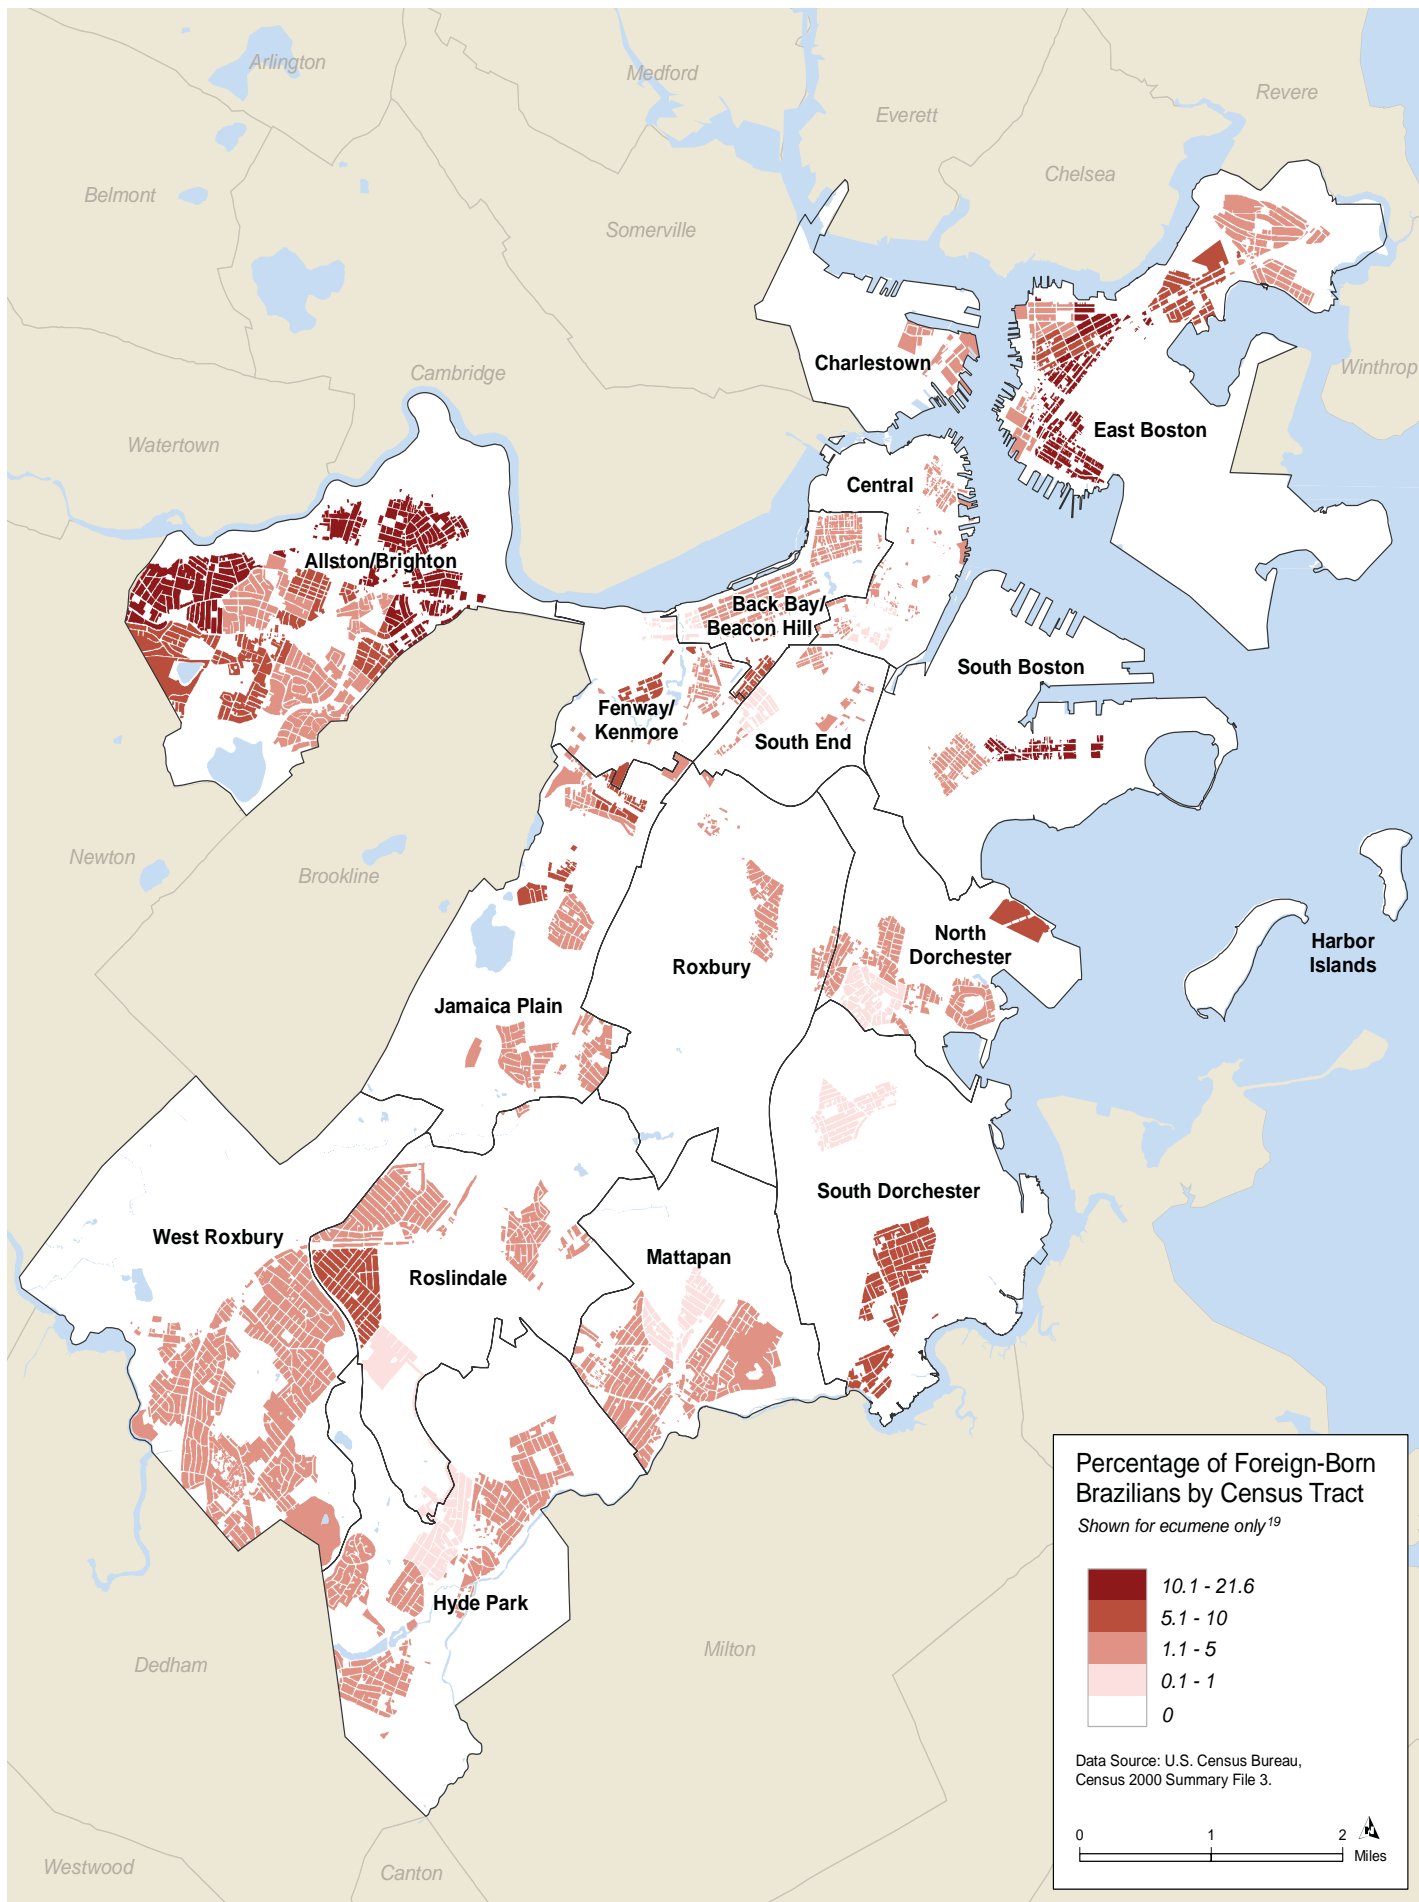 Arlington
Medford
Everett
Revere
Belmont
Chelsea
Somerville
Charlestown
Cambridge
Winthrop
Watertown
East Boston
Central
Allston/Brighton
Back Bay/
Beacon Hill
South Boston
Fenway/
Kenmore
South End
Newton
Brookline
North
Dorchester
Harbor
Islands
Roxbury
Jamaica Plain
South Dorchester
West Roxbury
Mattapan
Roslindale
Hyde Park
Milton
Dedham
Westwood
Canton
Percentage of Foreign-Born
Brazilians by Census Tract
Shown for ecumene only19
10.1 - 21.6
5.1 - 10
1.1 - 5
0.1 - 1
0
Data Source: U.S. Census Bureau,
Census 2000 Summary File 3.
0 1 2
Miles